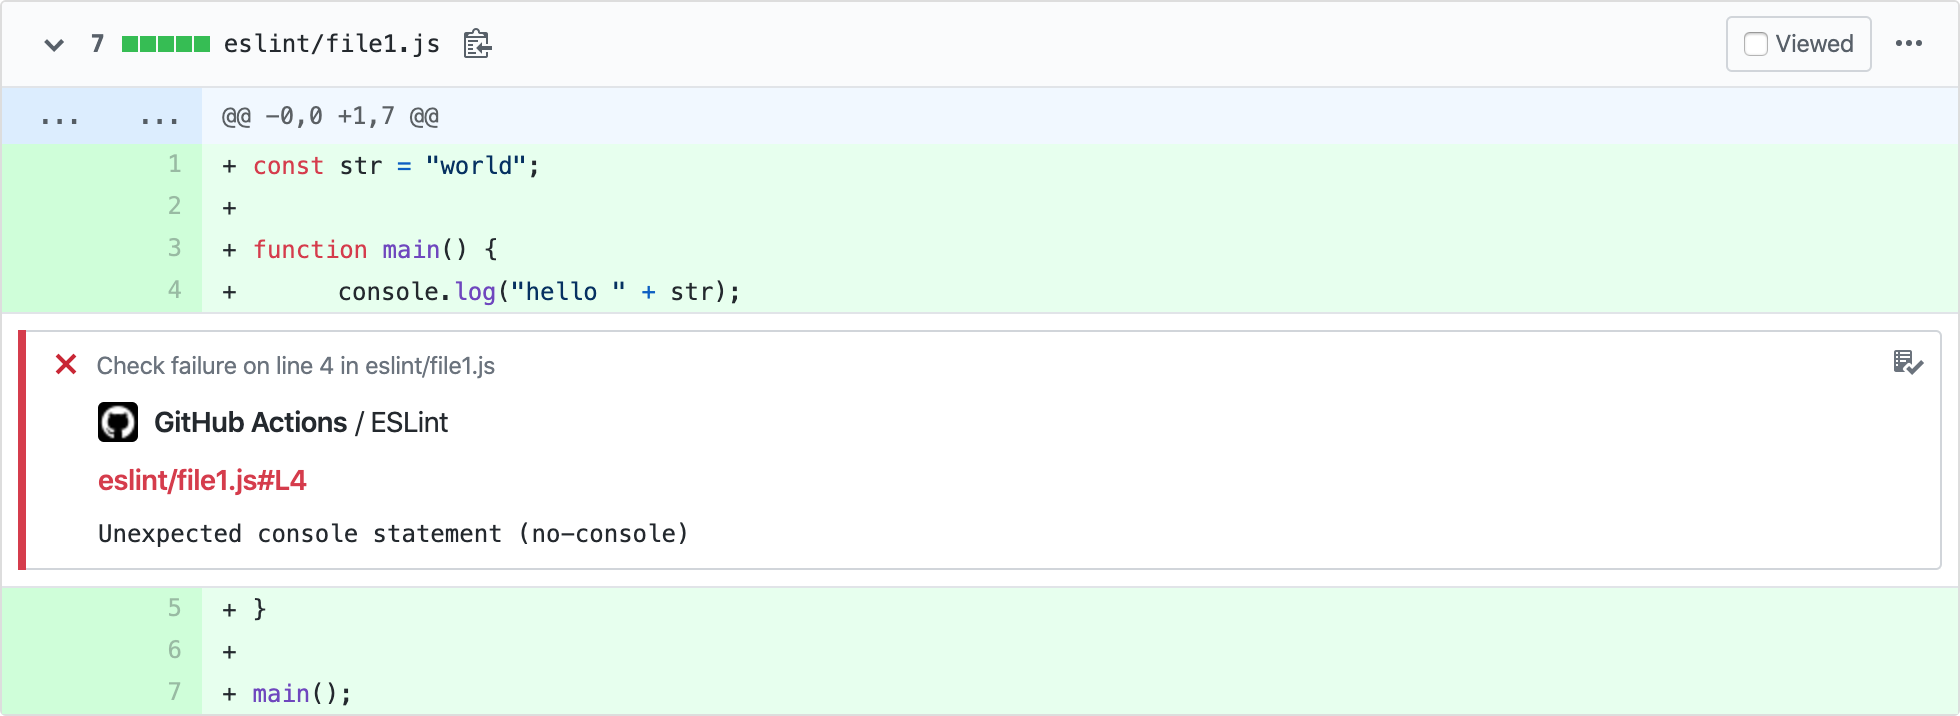 7 eslint/file1.js Viewed
... ... @@ -0,0 +1,7 @@
1 + const str = "world";
2 +
3 + function main() {
4 + console.log("hello " + str);
Check failure on line 4 in eslint/file1.js
GitHub Actions / ESLint
eslint/file1.js#L4
Unexpected console statement (no-console)
5 + }
6 +
7 + main();